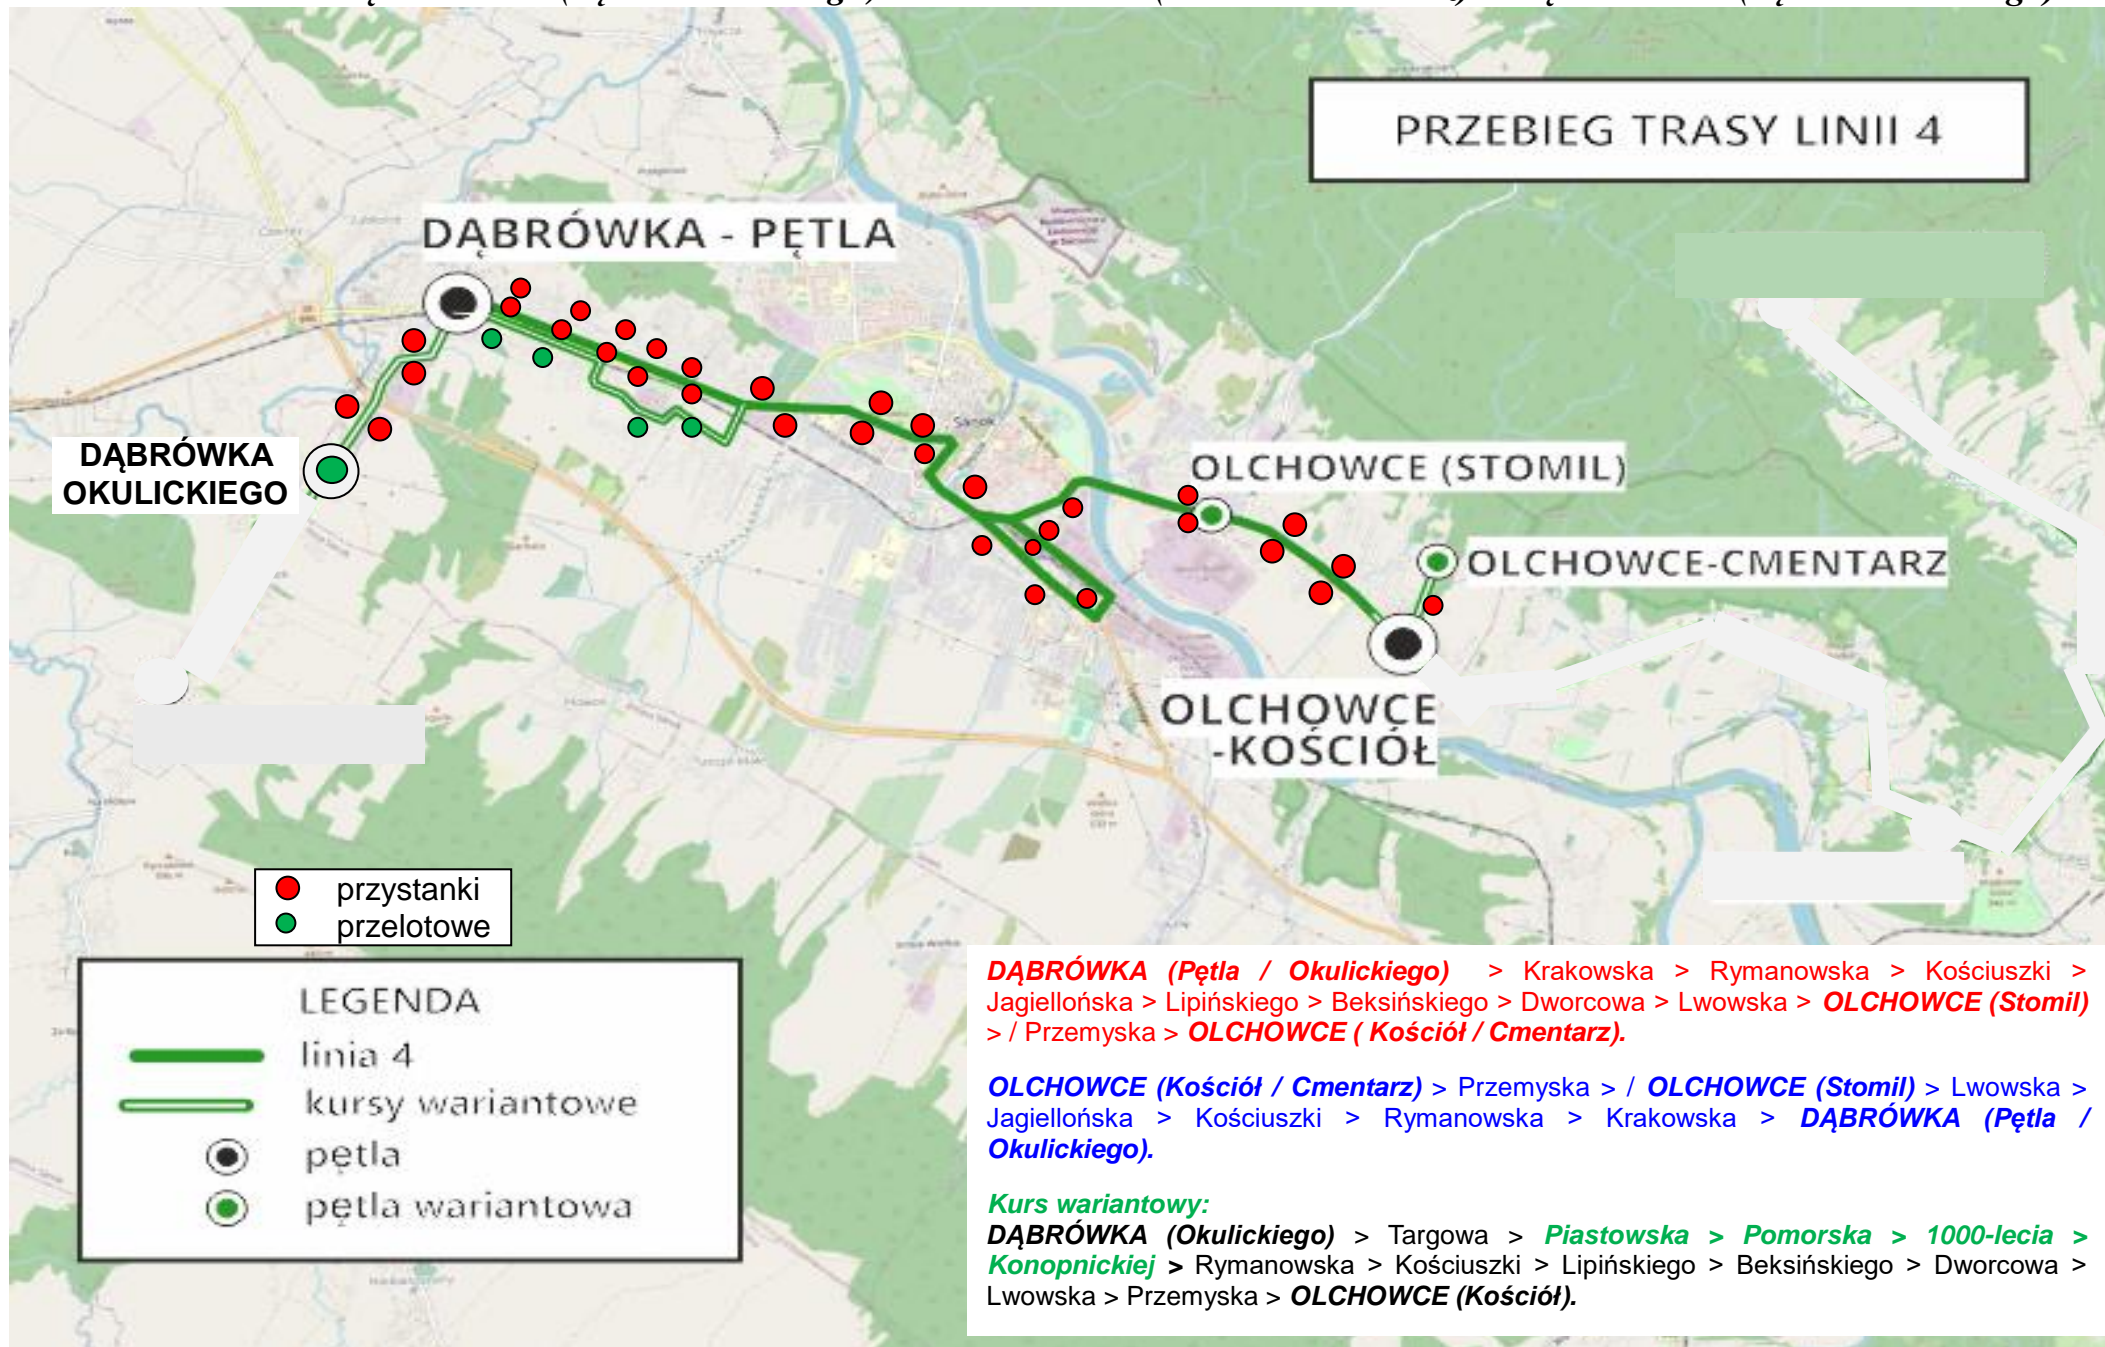 PRZEBIEG TRASY LINII 4
DĄBRÓWKA - PĘTLA
DĄBRÓWKA
OKULICKIEGO
Sanok
OLCHOWCE (STOMIL)
OLCHOWCE-CMENTARZ
OLCHOWCE
-KOŚCIÓŁ
przystanki
przelotowe
LEGENDA
linia 4
kursy wariantowe
pętla
pętla wariantowa
DĄBRÓWKA (Pętla / Okulickiego) > Krakowska > Rymanowska > Kościuszki >
Jagiellońska > Lipińskiego > Beksińskiego > Dworcowa > Lwowska > OLCHOWCE (Stomil)
> / Przemyska > OLCHOWCE ( Kościół / Cmentarz).
OLCHOWCE (Kościół / Cmentarz) > Przemyska > / OLCHOWCE (Stomil) > Lwowska >
Jagiellońska > Kościuszki > Rymanowska > Krakowska > DĄBRÓWKA (Pętla /
Okulickiego).
Kurs wariantowy:
DĄBRÓWKA (Okulickiego) > Targowa > Piastowska > Pomorska > 1000-lecia >
Konopnickiej > Rymanowska > Kościuszki > Lipińskiego > Beksińskiego > Dworcowa >
Lwowska > Przemyska > OLCHOWCE (Kościół).